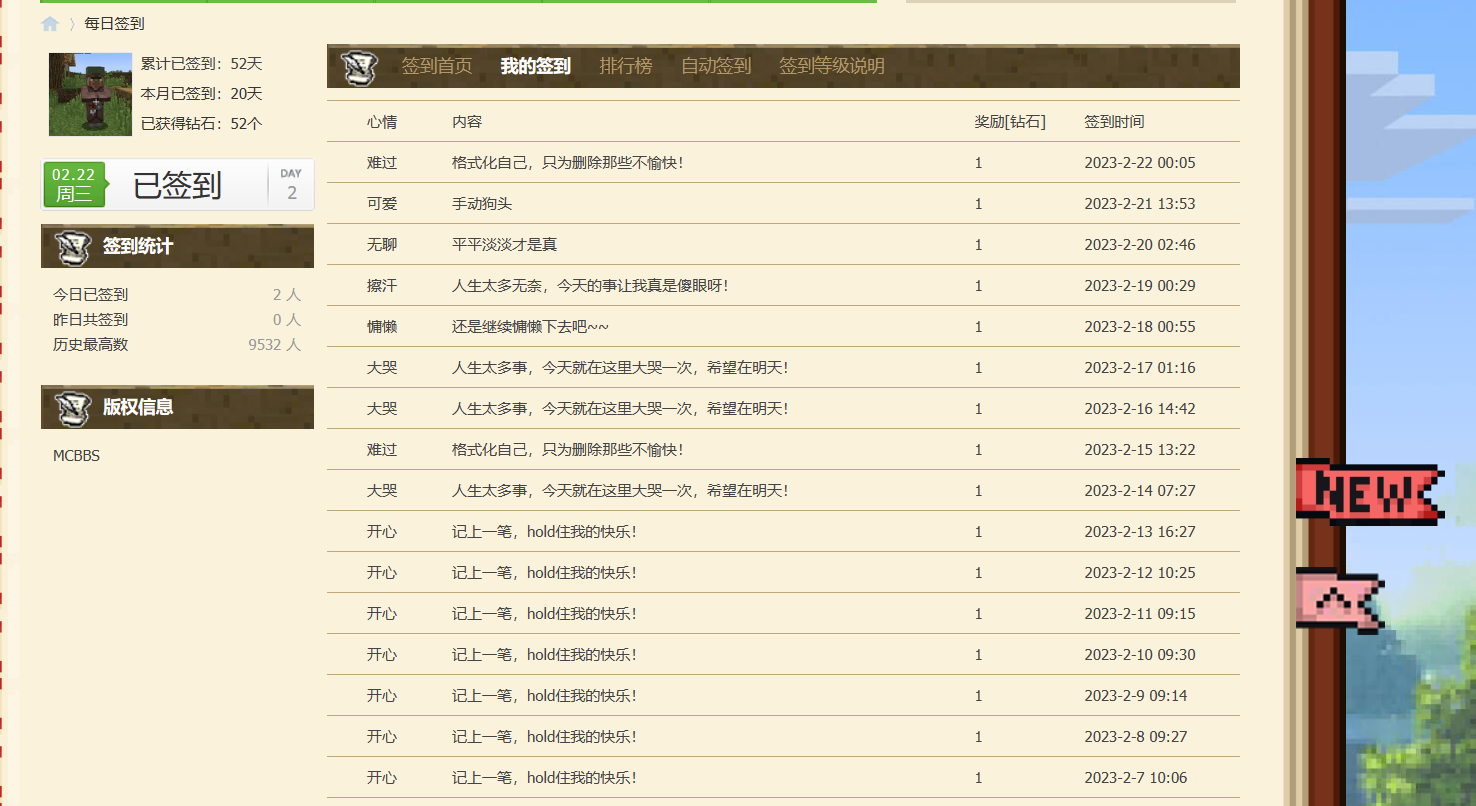 每日签到
累计已签到：52天
本月已签到：20天
已获得钻石：52个
02.22
周三
已签到
DAY
2
签到统计
今日已签到 2 人
昨日共签到 0 人
历史最高数 9532 人
版权信息
MCBBS
签到首页 我的签到 排行榜 自动签到 签到等级说明
心情 内容 奖励[钻石] 签到时间
难过 格式化自己，只为删除那些不愉快！ 1 2023-2-22 00:05
可爱 手动狗头 1 2023-2-21 13:53
无聊 平平淡淡才是真 1 2023-2-20 02:46
擦汗 人生太多无奈，今天的事让我真是傻眼呀！ 1 2023-2-19 00:29
慵懒 还是继续慵懒下去吧~~ 1 2023-2-18 00:55
大哭 人生太多事，今天就在这里大哭一次，希望在明天！ 1 2023-2-17 01:16
大哭 人生太多事，今天就在这里大哭一次，希望在明天！ 1 2023-2-16 14:42
难过 格式化自己，只为删除那些不愉快！ 1 2023-2-15 13:22
大哭 人生太多事，今天就在这里大哭一次，希望在明天！ 1 2023-2-14 07:27
开心 记上一笔，hold住我的快乐！ 1 2023-2-13 16:27
开心 记上一笔，hold住我的快乐！ 1 2023-2-12 10:25
开心 记上一笔，hold住我的快乐！ 1 2023-2-11 09:15
开心 记上一笔，hold住我的快乐！ 1 2023-2-10 09:30
开心 记上一笔，hold住我的快乐！ 1 2023-2-9 09:14
开心 记上一笔，hold住我的快乐！ 1 2023-2-8 09:27
开心 记上一笔，hold住我的快乐！ 1 2023-2-7 10:06
NEW